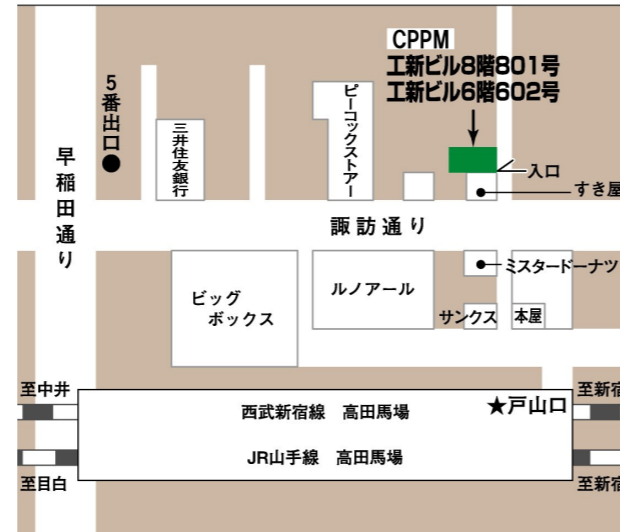 CPPM
工新ビル8階801号
工新ビル6階602号
5番出口
三井住友銀行
ピーコックストアー
入口
すき屋
早稲田通り
諏訪通り
ミスタードーナツ
ビッグ
ボックス
ルノアール
サンクス
本屋
至中井
西武新宿線 高田馬場
★戸山口
至新宿
JR山手線 高田馬場
至目白
至新宿